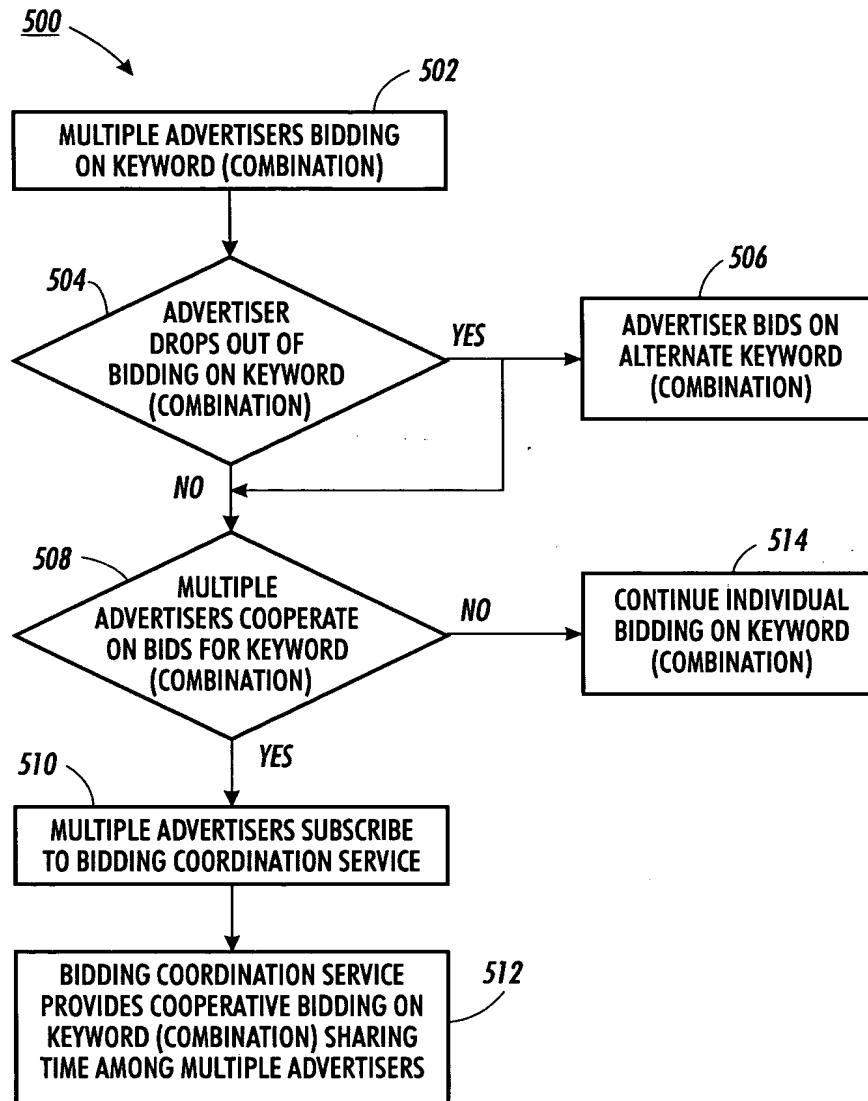 500
502
MULTIPLE ADVERTISERS BIDDING
ON KEYWORD (COMBINATION)
504
ADVERTISER
DROPS OUT OF
BIDDING ON KEYWORD
(COMBINATION)
YES
506
ADVERTISER BIDS ON
ALTERNATE KEYWORD
(COMBINATION)
NO
508
MULTIPLE
ADVERTISERS COOPERATE
ON BIDS FOR KEYWORD
(COMBINATION)
NO
514
CONTINUE INDIVIDUAL
BIDDING ON KEYWORD
(COMBINATION)
YES
510
MULTIPLE ADVERTISERS SUBSCRIBE
TO BIDDING COORDINATION SERVICE
BIDDING COORDINATION SERVICE
PROVIDES COOPERATIVE BIDDING ON
KEYWORD (COMBINATION) SHARING
TIME AMONG MULTIPLE ADVERTISERS
512